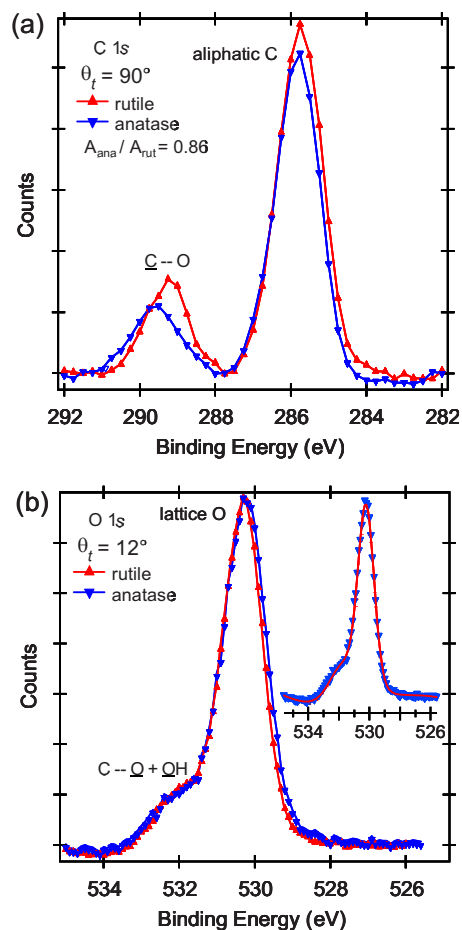 (a)
C 1s
θt = 90°
rutile
anatase
Aana / Arut = 0.86
aliphatic C
C -- O
Counts
292 290 288 286 284 282
Binding Energy (eV)
(b)
O 1s
θt = 12°
rutile
anatase
lattice O
C -- O + OH
534 530 526
Counts
534 532 530 528 526
Binding Energy (eV)